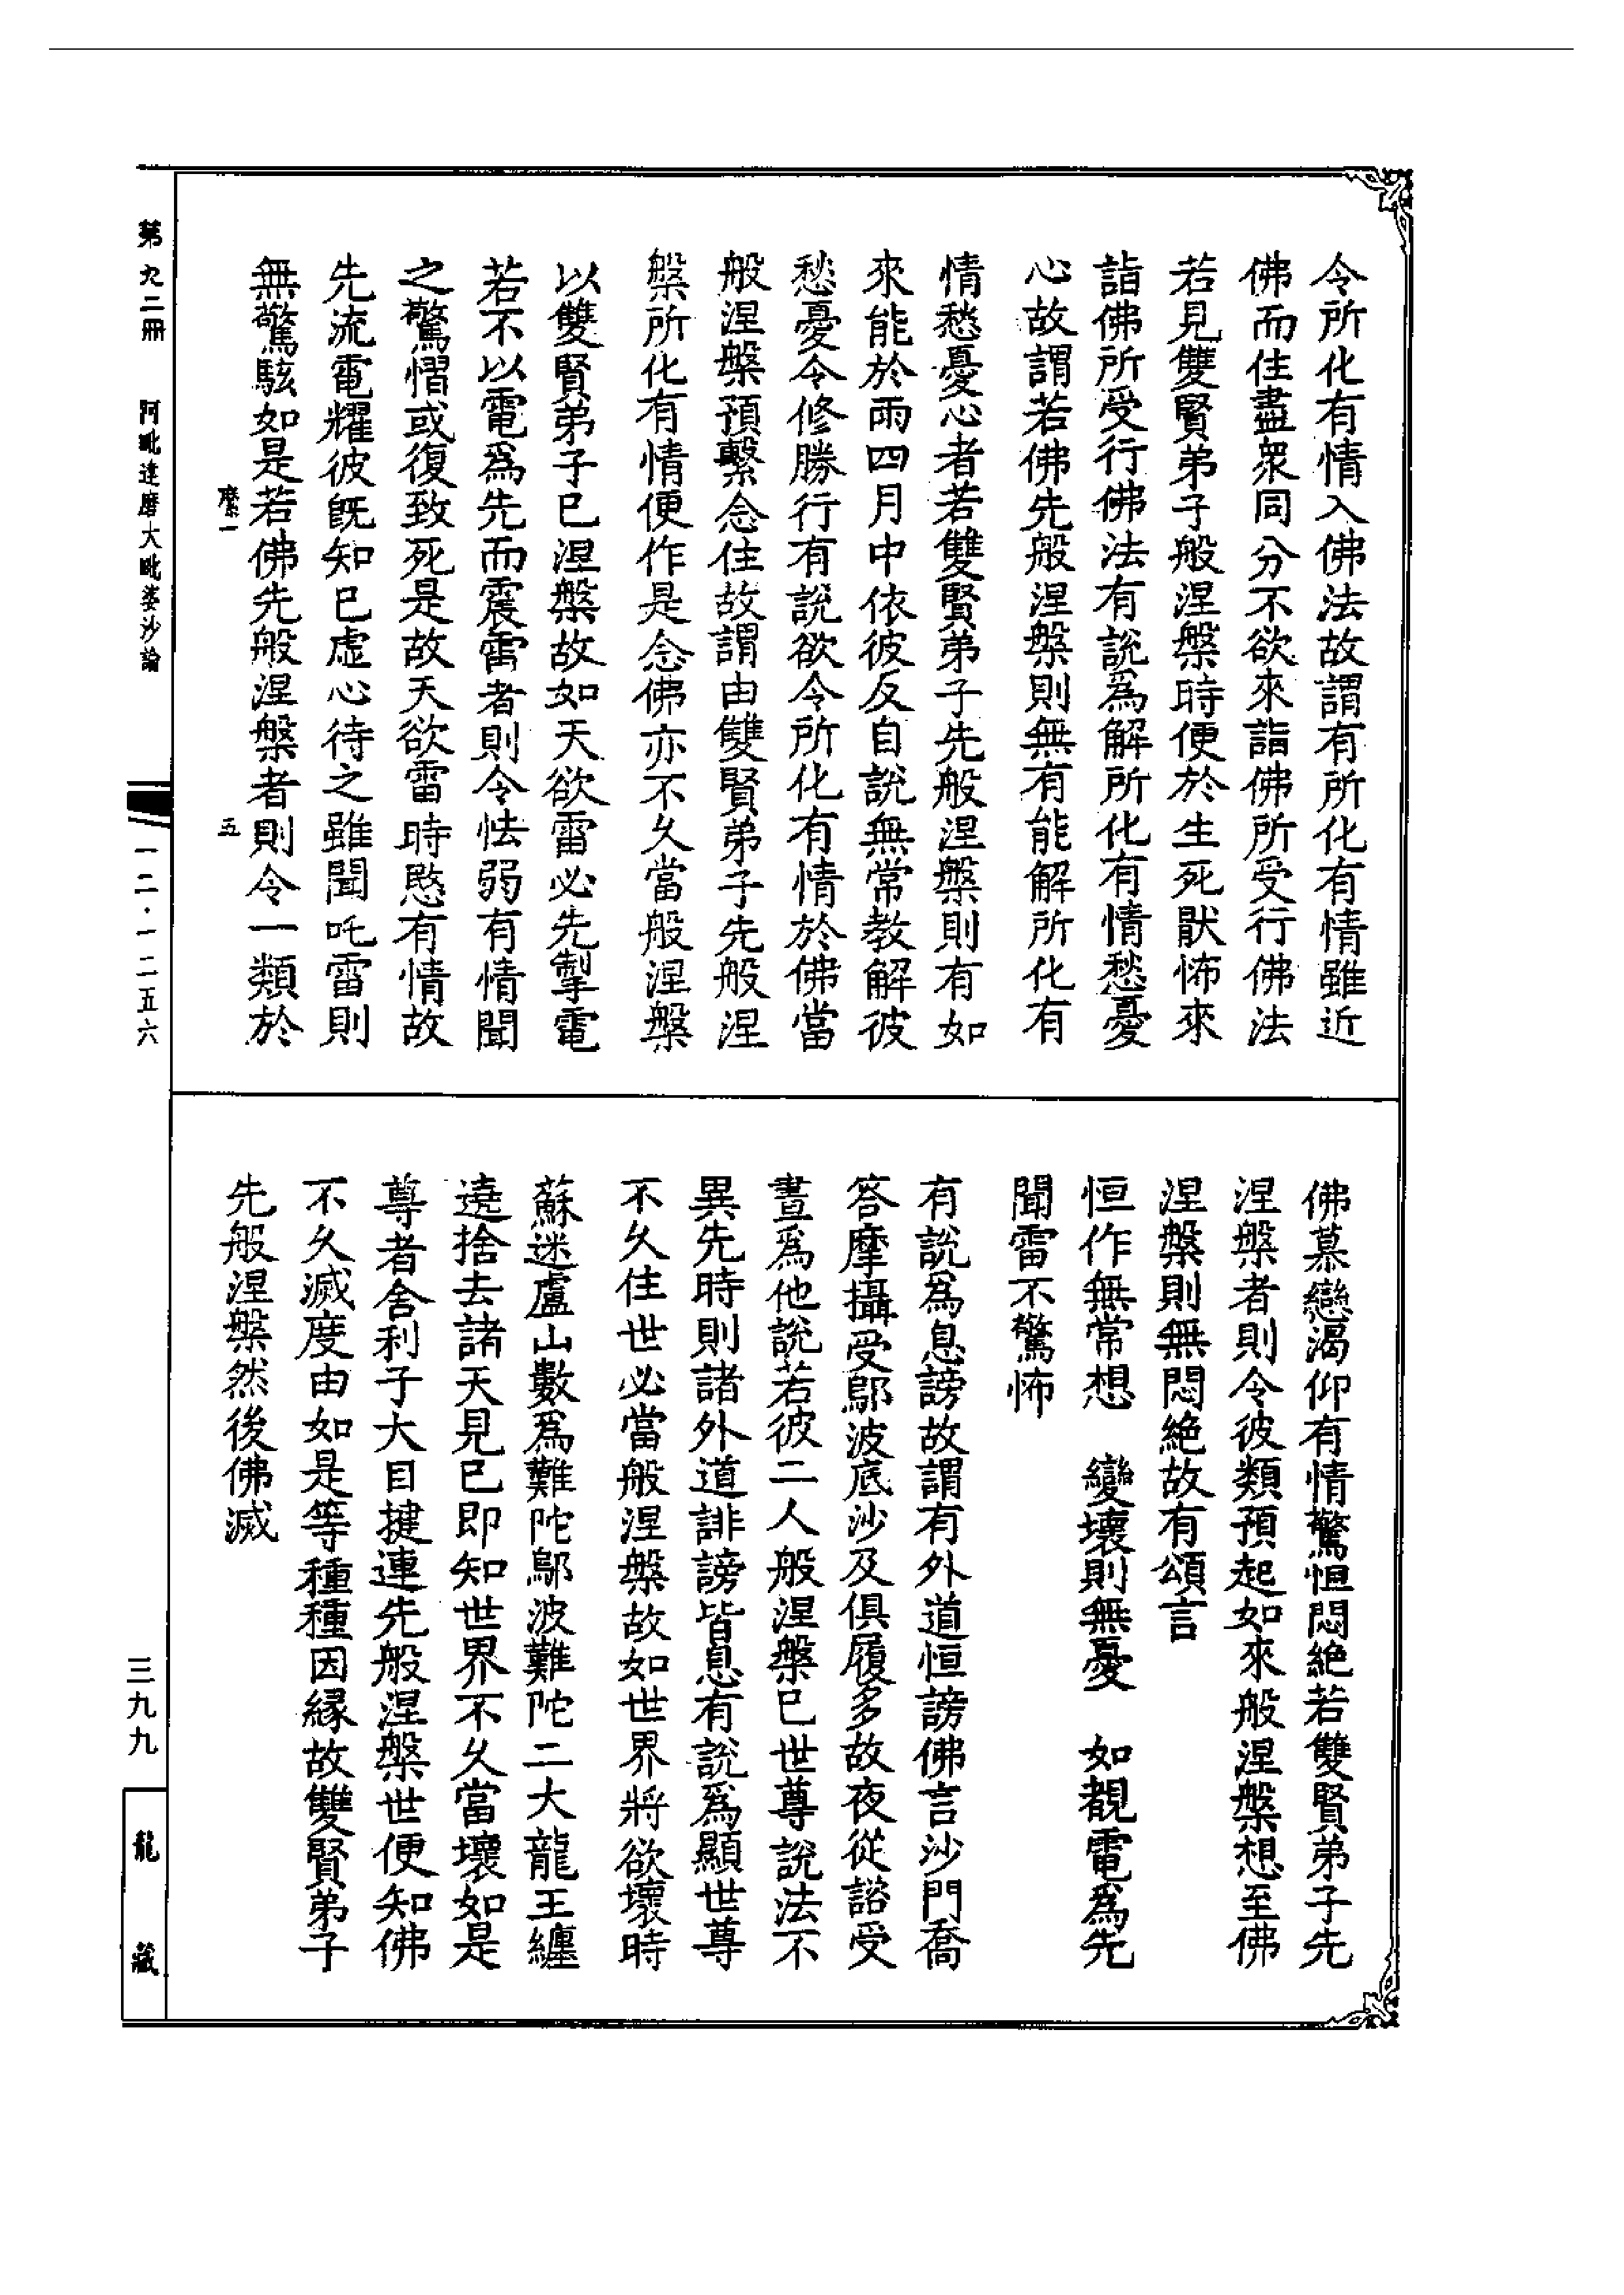 令所化有情入佛法故謂有所化有情雖近
佛而住盡衆同分不欲來詣佛所受行佛法
若見雙賢弟子般涅槃時便於生死猒怖來
詣佛所受行佛法有說爲解所化有情愁憂
心故謂若佛先般涅槃則無有能解所化有
情愁憂心者若雙賢弟子先般涅槃則有如
來能於雨四月中依彼反自說無常教解彼
愁憂令修勝行有說欲令所化有情於佛當
般涅槃預繫念住故謂由雙賢弟子先般涅
槃所化有情便作是念佛亦不久當般涅槃
以雙賢弟子已涅槃故如天欲雷必先掣電
若不以電爲先而震雷者則令怯弱有情聞
之驚慴或復致死是故天欲雷時愍有情故
先流電耀彼既知已虛心待之雖聞吒雷則
無驚駭如是若佛先般涅槃者則令一類於
縻一 五
佛慕戀渴仰有情驚怛悶絶若雙賢弟子先
涅槃者則令彼類預起如來般涅槃想至佛
涅槃則無悶絶故有頌言
恒作無常想 變壞則無憂 如覩電爲先
聞雷不驚怖
有說爲息謗故謂有外道恒謗佛言沙門喬
答摩攝受鄔波底沙及俱履多故夜從諮受
晝爲他說若彼二人般涅槃已世尊說法不
異先時則諸外道誹謗皆息有說爲顯世尊
不久住世必當般涅槃故如世界將欲壞時
蘇迷盧山數爲難陀鄔波難陀二大龍王纏
遶捨去諸天見已即知世界不久當壞如是
尊者舍利子大目揵連先般涅槃世便知佛
不久滅度由如是等種種因緣故雙賢弟子
先般涅槃然後佛滅
第九二冊 阿毗達磨大毗婆沙論
一二·一二五六
三九九
龍藏